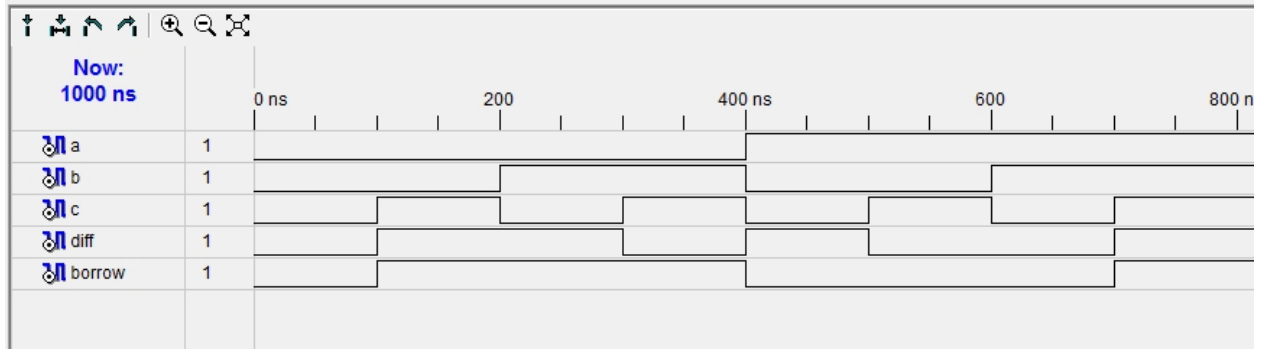 Now:
1000 ns
0 ns 200 400 ns 600 800 n
a 1
b 1
c 1
diff 1
borrow 1